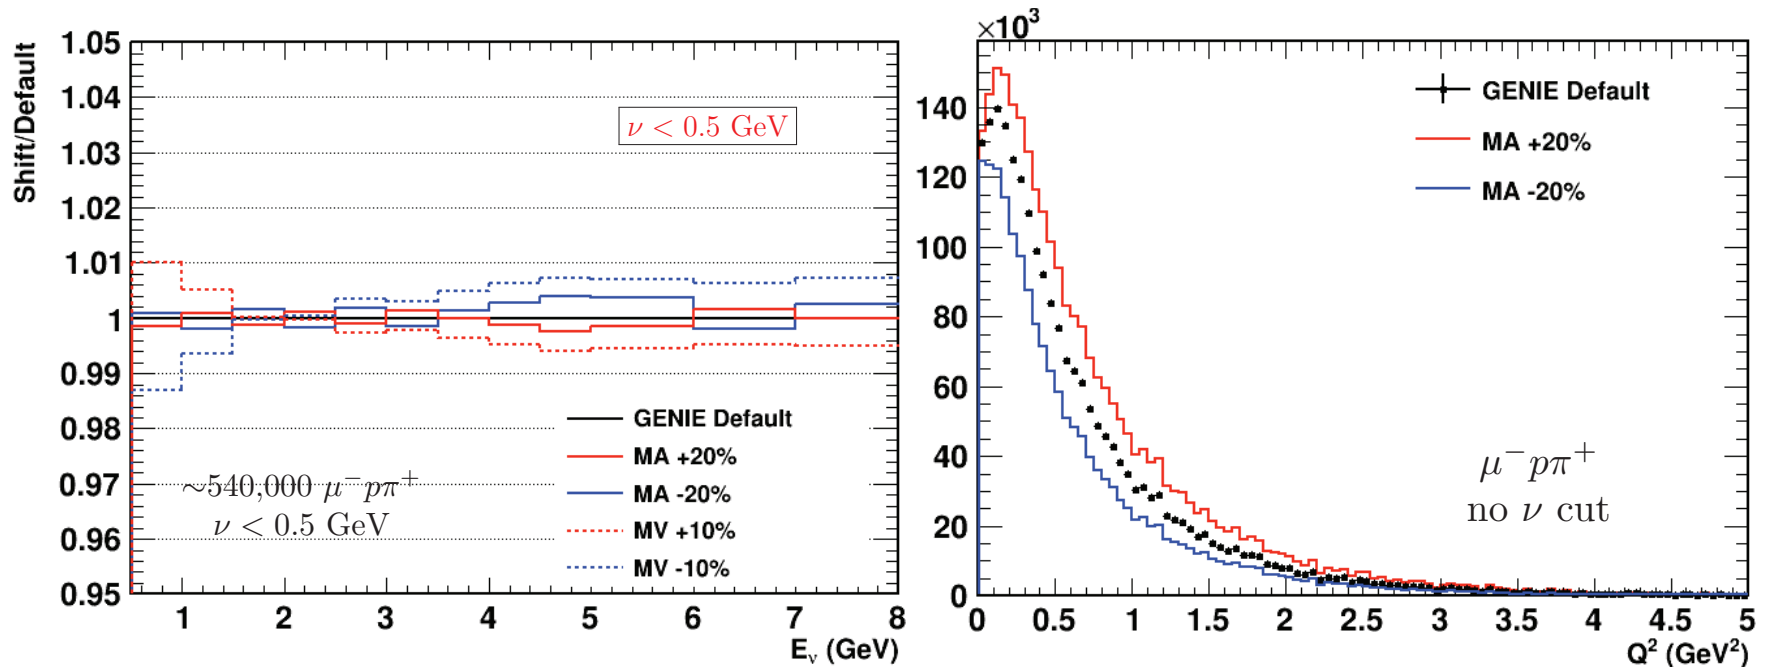 Shift/Default
1.05
1.04
1.03
1.02
1.01
1
0.99
0.98
0.97
0.96
0.95
ν < 0.5 GeV
GENIE Default
MA +20%
MA -20%
MV +10%
MV -10%
~540,000 μ⁻pπ⁺
ν < 0.5 GeV
1 2 3 4 5 6 7 8
Eᵥ (GeV)
×10³
140
120
100
80
60
40
20
0
GENIE Default
MA +20%
MA -20%
μ⁻pπ⁺
no ν cut
0 0.5 1 1.5 2 2.5 3 3.5 4 4.5 5
Q² (GeV²)